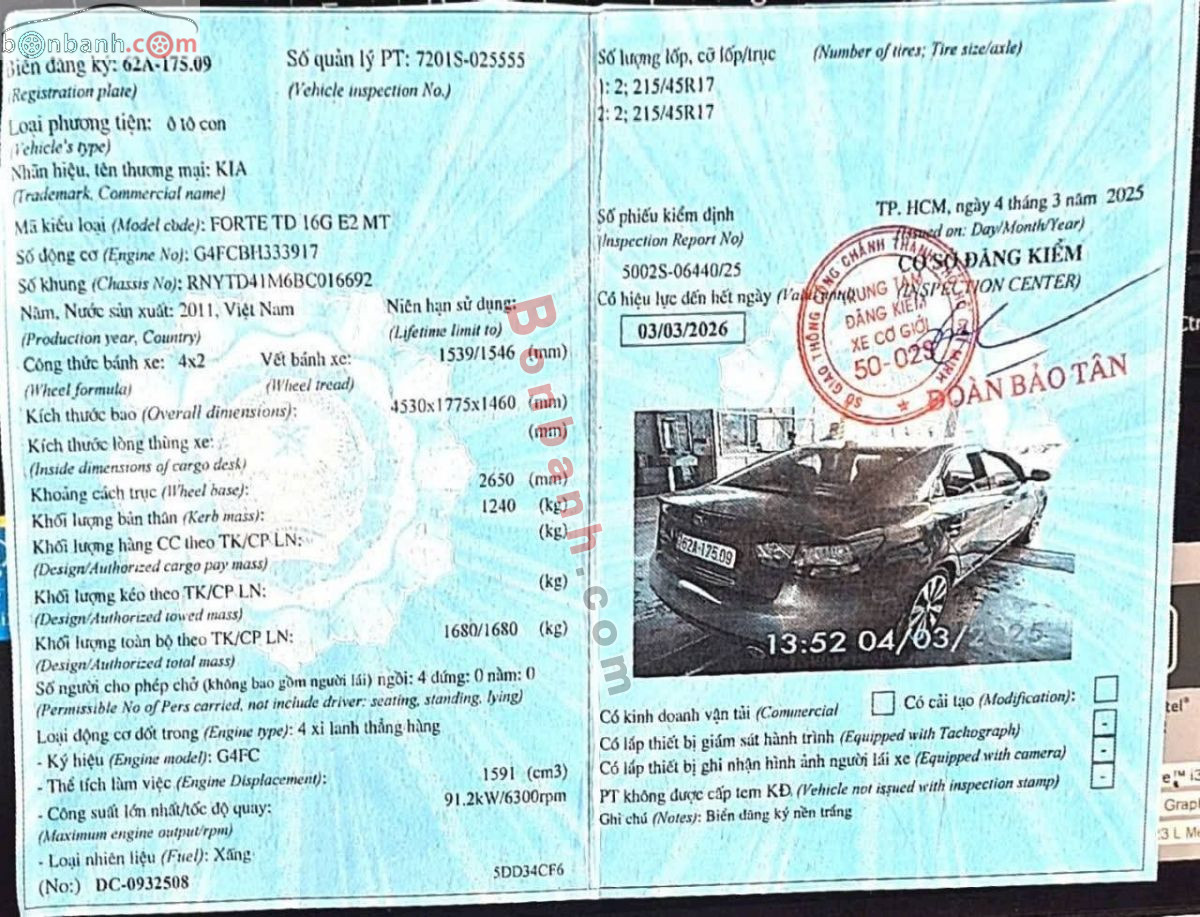 bonbanh.com
Biển đăng ký: 62A-175.09
(Registration plate)
Số quản lý PT: 7201S-025555
(Vehicle inspection No.)
Loại phương tiện: ô tô con
(Vehicle's type)
Nhãn hiệu, tên thương mại: KIA
(Trademark, Commercial name)
Mã kiểu loại (Model code): FORTE TD 16G E2 MT
Số động cơ (Engine No): G4FCBH333917
Số khung (Chassis No): RNYTD41M6BC016692
Năm, Nước sản xuất: 2011, Việt Nam
(Production year, Country)
Niên hạn sử dụng:
(Lifetime limit to)
Công thức bánh xe: 4x2
(Wheel formula)
Vết bánh xe: 1539/1546 (mm)
(Wheel tread)
Kích thước bao (Overall dimensions): 4530x1775x1460 (mm)
Kích thước lòng thùng xe: (mm)
(Inside dimensions of cargo desk)
Khoảng cách trục (Wheel base): 2650 (mm)
Khối lượng bản thân (Kerb mass): 1240 (kg)
Khối lượng hàng CC theo TK/CP LN: (kg)
(Design/Authorized cargo pay mass)
Khối lượng kéo theo TK/CP LN: (kg)
(Design/Authorized towed mass)
Khối lượng toàn bộ theo TK/CP LN: 1680/1680 (kg)
(Design/Authorized total mass)
Số người cho phép chở (không bao gồm người lái) ngồi: 4 đứng: 0 nằm: 0
(Permissible No of Pers carried, not include driver: seating, standing, lying)
Loại động cơ đốt trong (Engine type): 4 xi lanh thẳng hàng
- Ký hiệu (Engine model): G4FC
- Thể tích làm việc (Engine Displacement): 1591 (cm3)
- Công suất lớn nhất/tốc độ quay: 91.2kW/6300rpm
(Maximum engine output/rpm)
- Loại nhiên liệu (Fuel): Xăng
(No:) DC-0932508
5DD34CF6
Số lượng lốp, cỡ lốp/trục (Number of tires; Tire size/axle)
1: 2; 215/45R17
2: 2; 215/45R17
Số phiếu kiểm định
(Inspection Report No)
5002S-06440/25
TP. HCM, ngày 4 tháng 3 năm 2025
(Issued on: Day/Month/Year)
CƠ SỞ ĐĂNG KIỂM
(INSPECTION CENTER)
Có hiệu lực đến hết ngày
03/03/2026
TRUNG TÂM
ĐĂNG KIỂM
XE CƠ GIỚI
50-02S
ĐOÀN BẢO TÂN
62A-175.09
13:52 04/03/2025
Có kinh doanh vận tải (Commercial
Có cải tạo (Modification):
Có lắp thiết bị giám sát hành trình (Equipped with Tachograph)
Có lắp thiết bị ghi nhận hình ảnh người lái xe (Equipped with camera)
PT không được cấp tem KĐ (Vehicle not issued with inspection stamp)
Ghi chú (Notes): Biển đăng ký nền trắng
Bonbanh.com